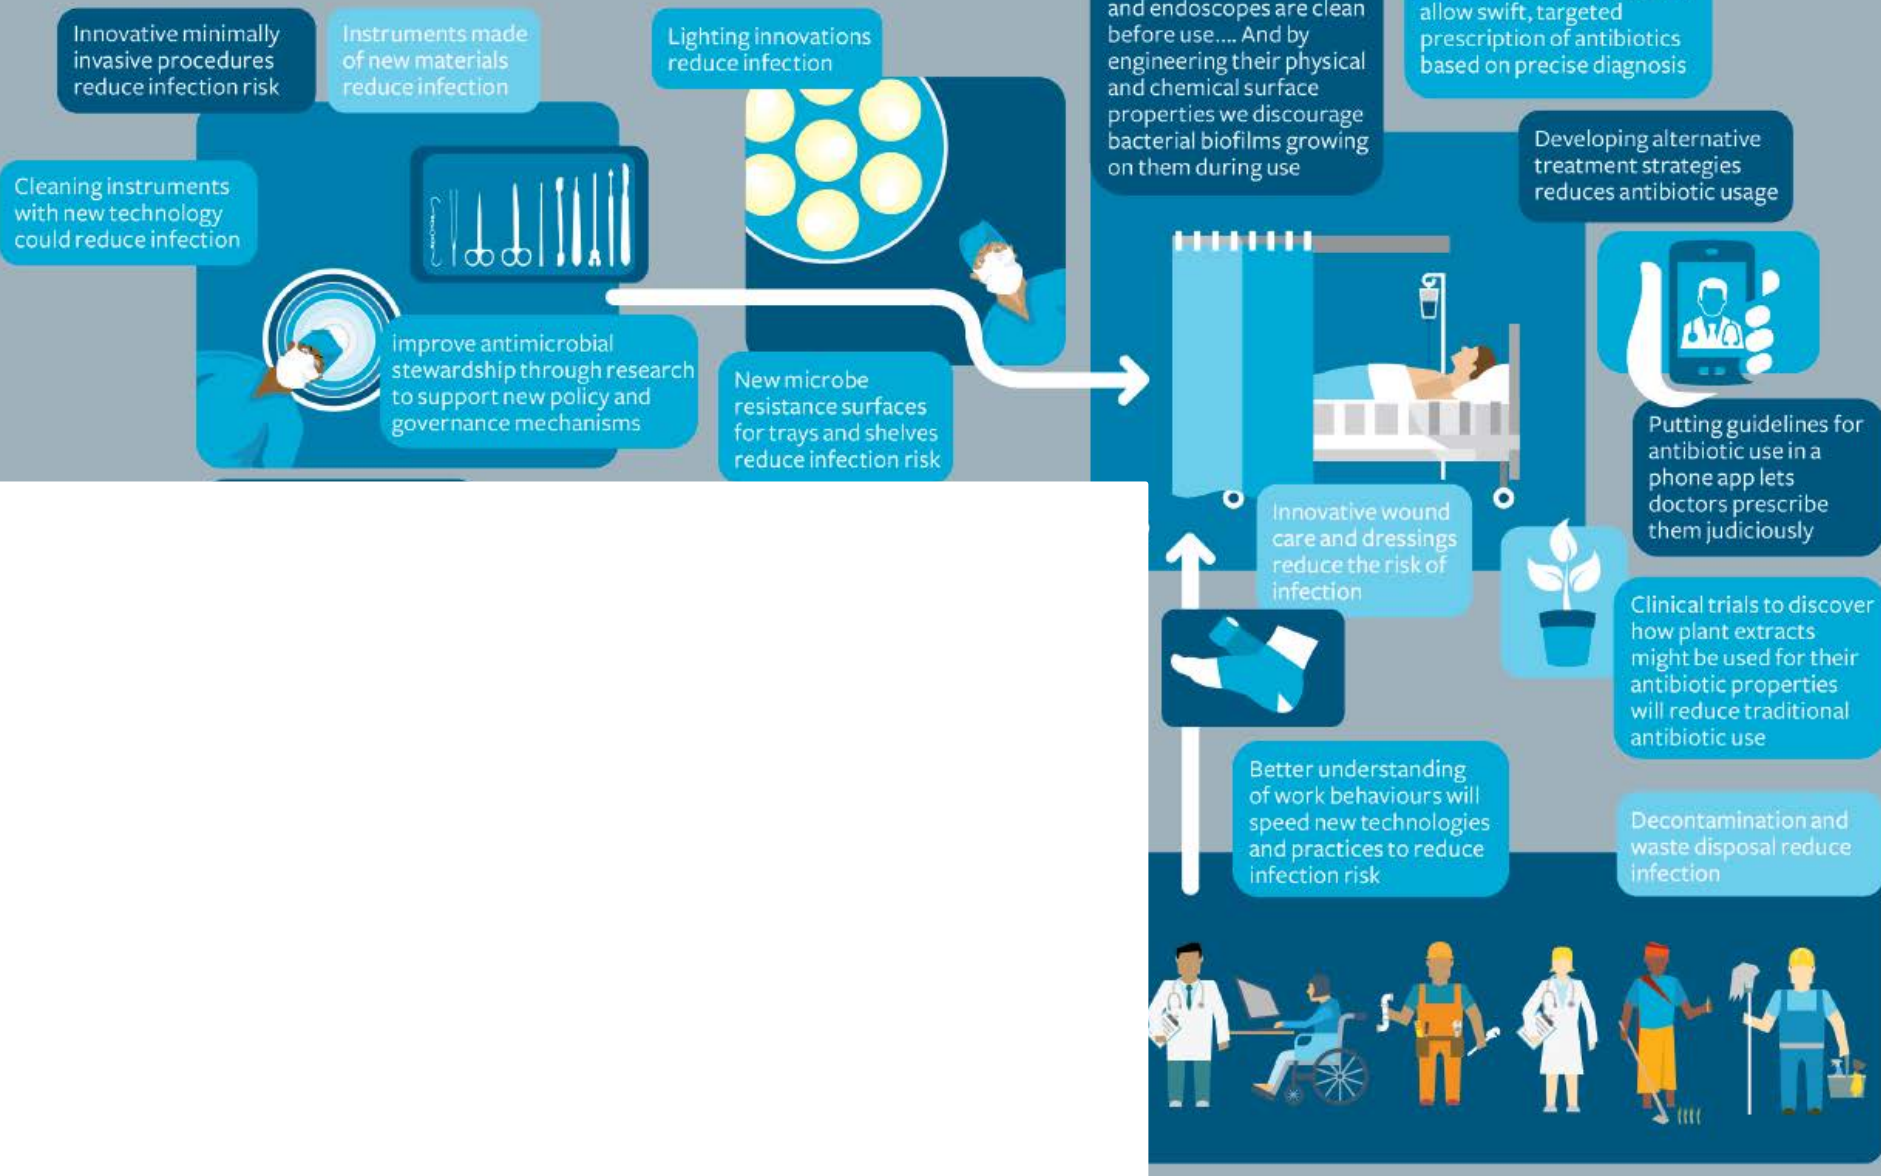 Innovative minimally
invasive procedures
reduce infection risk
Instruments made
of new materials
reduce infection
Lighting innovations
reduce infection
and endoscopes are clean
before use.... And by
engineering their physical
and chemical surface
properties we discourage
bacterial biofilms growing
on them during use
allow swift, targeted
prescription of antibiotics
based on precise diagnosis
Developing alternative
treatment strategies
reduces antibiotic usage
Cleaning instruments
with new technology
could reduce infection
improve antimicrobial
stewardship through research
to support new policy and
governance mechanisms
New microbe
resistance surfaces
for trays and shelves
reduce infection risk
Putting guidelines for
antibiotic use in a
phone app lets
doctors prescribe
them judiciously
Innovative wound
care and dressings
reduce the risk of
infection
Clinical trials to discover
how plant extracts
might be used for their
antibiotic properties
will reduce traditional
antibiotic use
Better understanding
of work behaviours will
speed new technologies
and practices to reduce
infection risk
Decontamination and
waste disposal reduce
infection